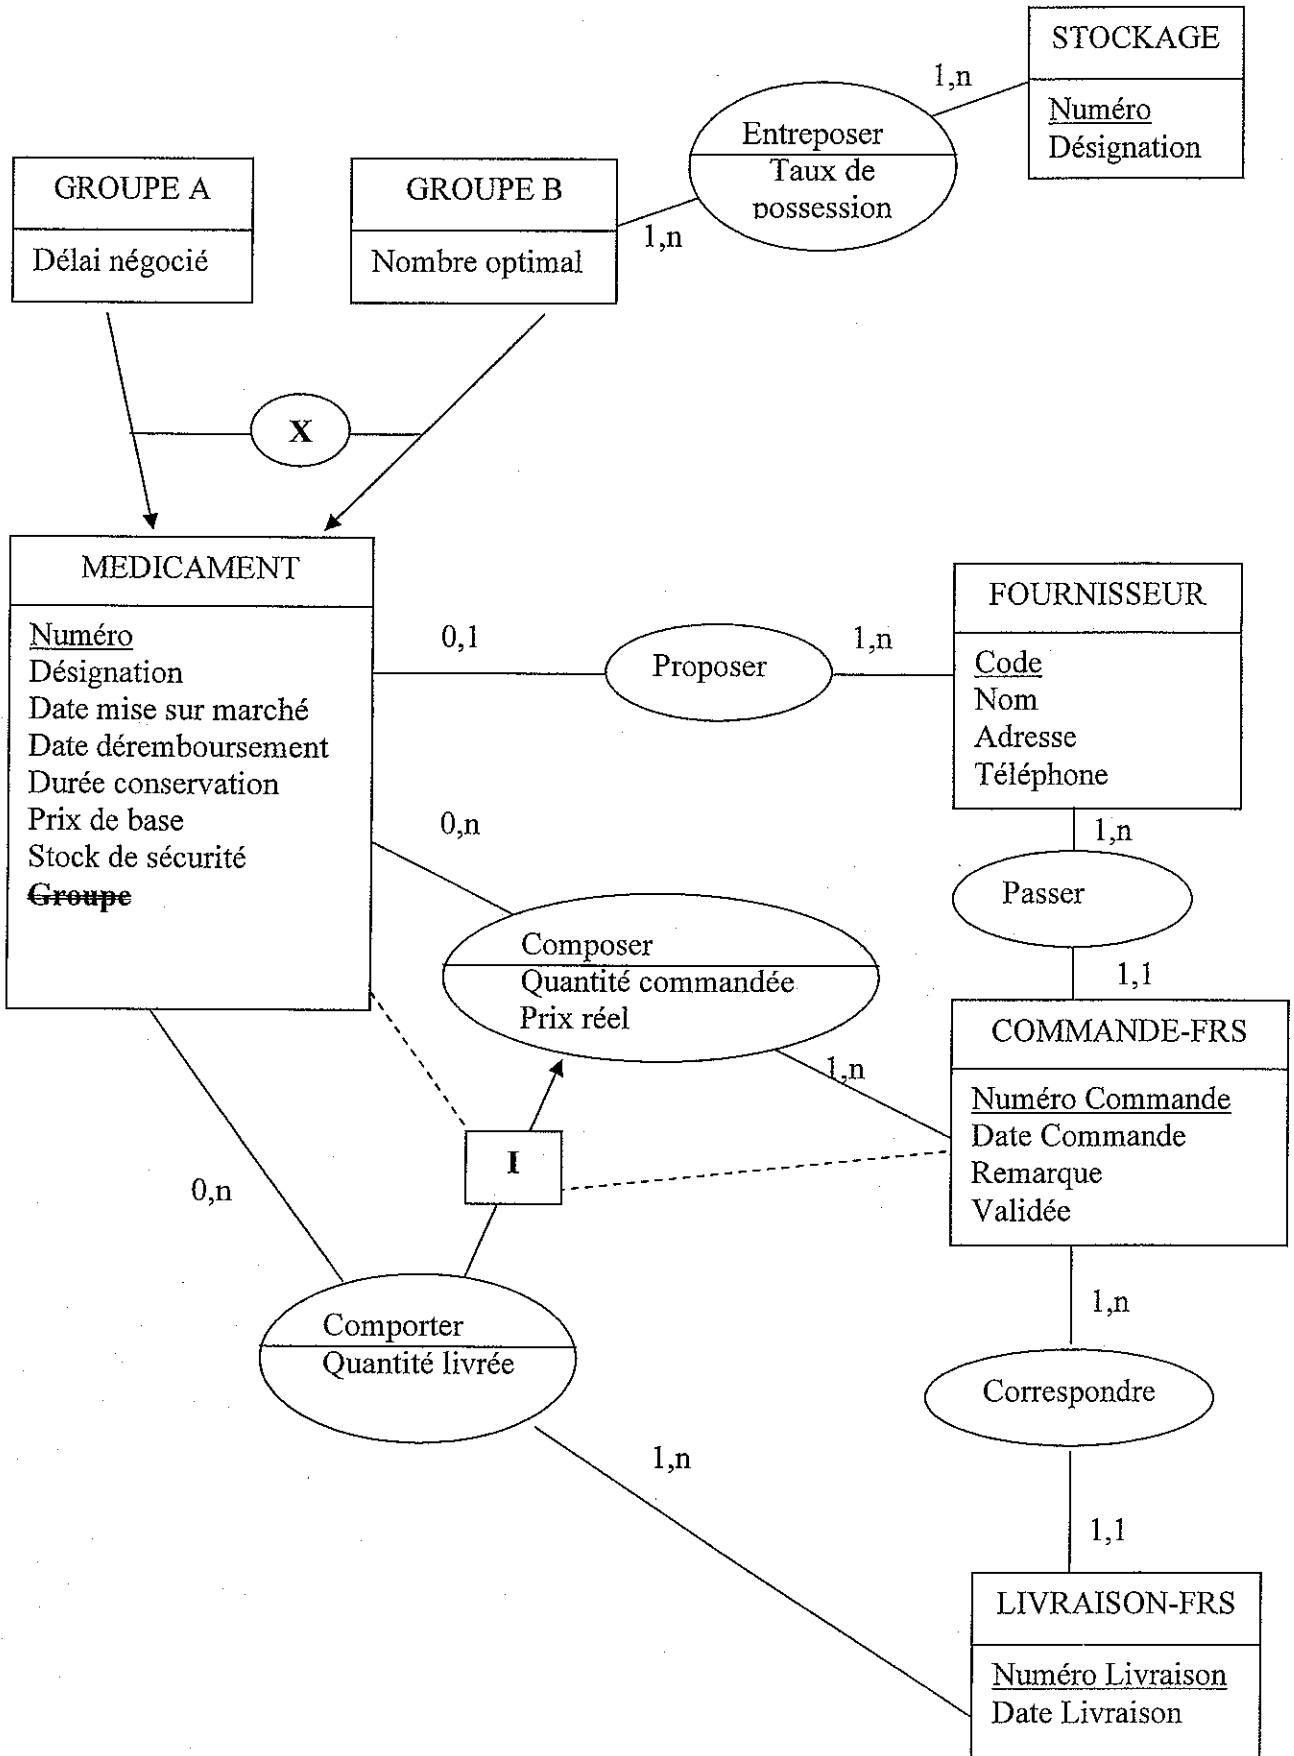 STOCKAGE
Numéro
Désignation
1,n
Entreposer
Taux de
possession
1,n
GROUPE A
Délai négocié
GROUPE B
Nombre optimal
X
MEDICAMENT
Numéro
Désignation
Date mise sur marché
Date déremboursement
Durée conservation
Prix de base
Stock de sécurité
Groupe
0,1
Proposer
1,n
FOURNISSEUR
Code
Nom
Adresse
Téléphone
1,n
Passer
1,1
0,n
Composer
Quantité commandée
Prix réel
1,n
COMMANDE-FRS
Numéro Commande
Date Commande
Remarque
Validée
I
0,n
Comporter
Quantité livrée
1,n
1,n
Correspondre
1,1
LIVRAISON-FRS
Numéro Livraison
Date Livraison